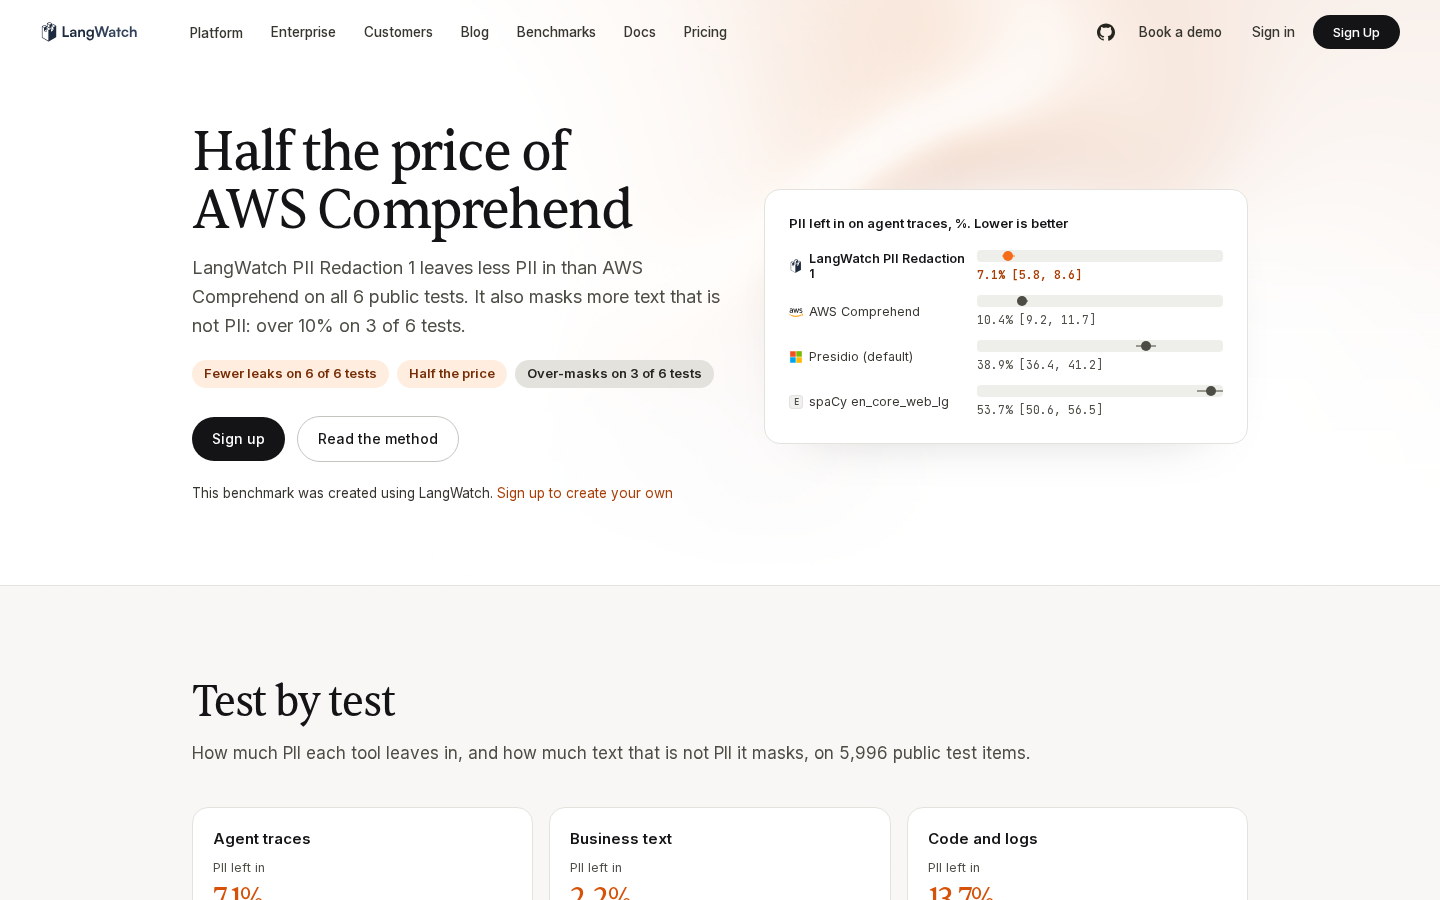 LangWatch
Platform
Enterprise
Customers
Blog
Benchmarks
Docs
Pricing
Book a demo
Sign in
Sign Up
Half the price of
AWS Comprehend
LangWatch PII Redaction 1 leaves less PII in than AWS
Comprehend on all 6 public tests. It also masks more text that is
not PII: over 10% on 3 of 6 tests.
Fewer leaks on 6 of 6 tests
Half the price
Over-masks on 3 of 6 tests
Sign up
Read the method
This benchmark was created using LangWatch. Sign up to create your own
PII left in on agent traces, %. Lower is better
LangWatch PII Redaction
1
7.1% [5.8, 8.6]
aws
AWS Comprehend
10.4% [9.2, 11.7]
Presidio (default)
38.9% [36.4, 41.2]
E
spaCy en_core_web_lg
53.7% [50.6, 56.5]
Test by test
How much PII each tool leaves in, and how much text that is not PII it masks, on 5,996 public test items.
Agent traces
PII left in
7.1%
Business text
PII left in
2.2%
Code and logs
PII left in
13.7%